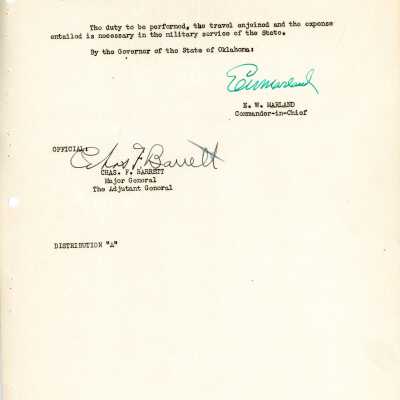 The duty to be performed, the travel enjoined and the expense
entailed is necessary in the military service of the State.
By the Governor of the State of Oklahoma:
E W Marland
E. W. MARLAND
Commander-in-Chief
OFFICIAL:
Chas F. Barrett
CHAS. F. BARRETT
Major General
The Adjutant General
DISTRIBUTION "A"